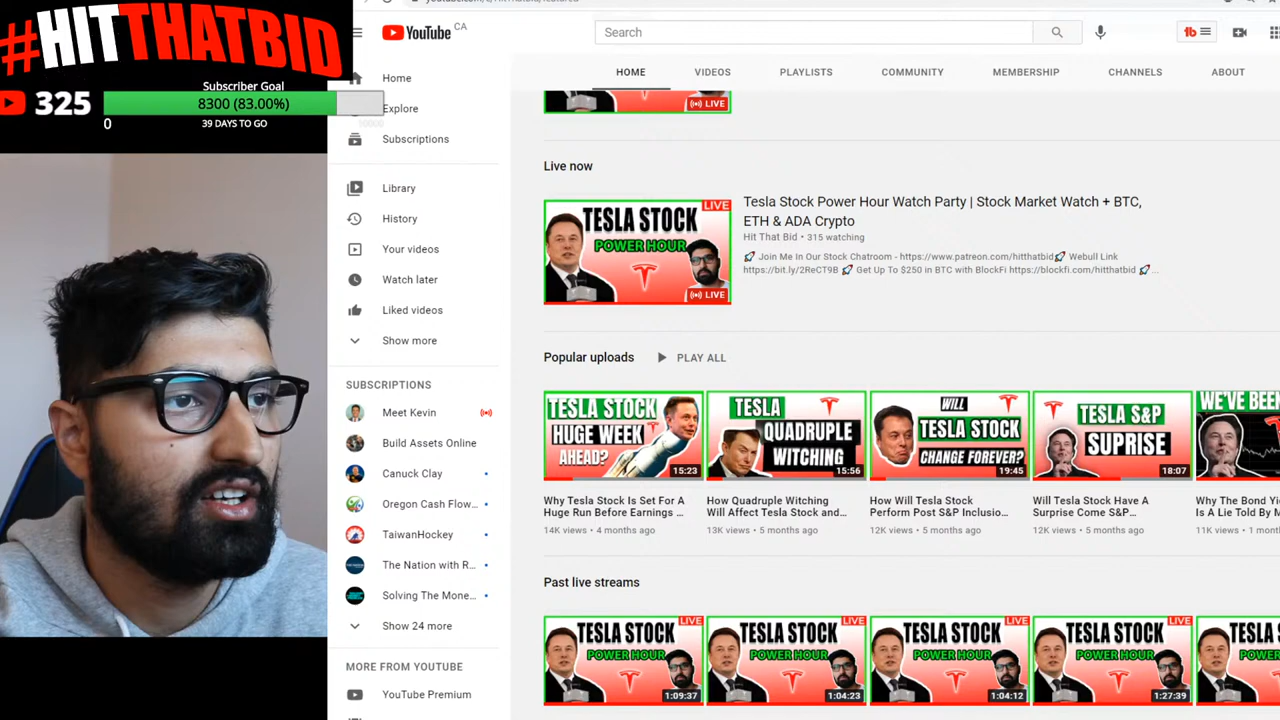 #HITTHATBID
Subscriber Goal
325
8300 (83.00%)
0
10000
39 DAYS TO GO
YouTube CA
Search
Home
Explore
Subscriptions
Library
History
Your videos
Watch later
Liked videos
Show more
SUBSCRIPTIONS
Meet Kevin
Build Assets Online
Canuck Clay
Oregon Cash Flow...
TaiwanHockey
The Nation with R...
Solving The Mone...
Show 24 more
MORE FROM YOUTUBE
YouTube Premium
HOME VIDEOS PLAYLISTS COMMUNITY MEMBERSHIP CHANNELS ABOUT
LIVE
Live now
LIVE
TESLA STOCK
POWER HOUR
LIVE
Tesla Stock Power Hour Watch Party | Stock Market Watch + BTC,
ETH & ADA Crypto
Hit That Bid • 315 watching
🚀 Join Me In Our Stock Chatroom - https://www.patreon.com/hitthatbid🚀 Webull Link
https://bit.ly/2ReCT9B 🚀 Get Up To $250 in BTC with BlockFi https://blockfi.com/hitthatbid 🚀...
Popular uploads PLAY ALL
TESLA STOCK
HUGE WEEK
AHEAD?
15:23
Why Tesla Stock Is Set For A
Huge Run Before Earnings ...
14K views • 4 months ago
TESLA
QUADRUPLE
WITCHING
15:56
How Quadruple Witching
Will Affect Tesla Stock and...
13K views • 5 months ago
WILL
TESLA STOCK
CHANGE FOREVER?
19:45
How Will Tesla Stock
Perform Post S&P Inclusio...
12K views • 5 months ago
TESLA S&P
SUPRISE
18:07
Will Tesla Stock Have A
Surprise Come S&P...
12K views • 5 months ago
WE'VE BEEN
Why The Bond Yi
Is A Lie Told By M
11K views • 1 mont
Past live streams
LIVE
TESLA STOCK
POWER HOUR
1:09:37
LIVE
TESLA STOCK
POWER HOUR
1:04:23
LIVE
TESLA STOCK
POWER HOUR
1:04:12
LIVE
TESLA STOCK
POWER HOUR
1:27:39
TESLA
POWER